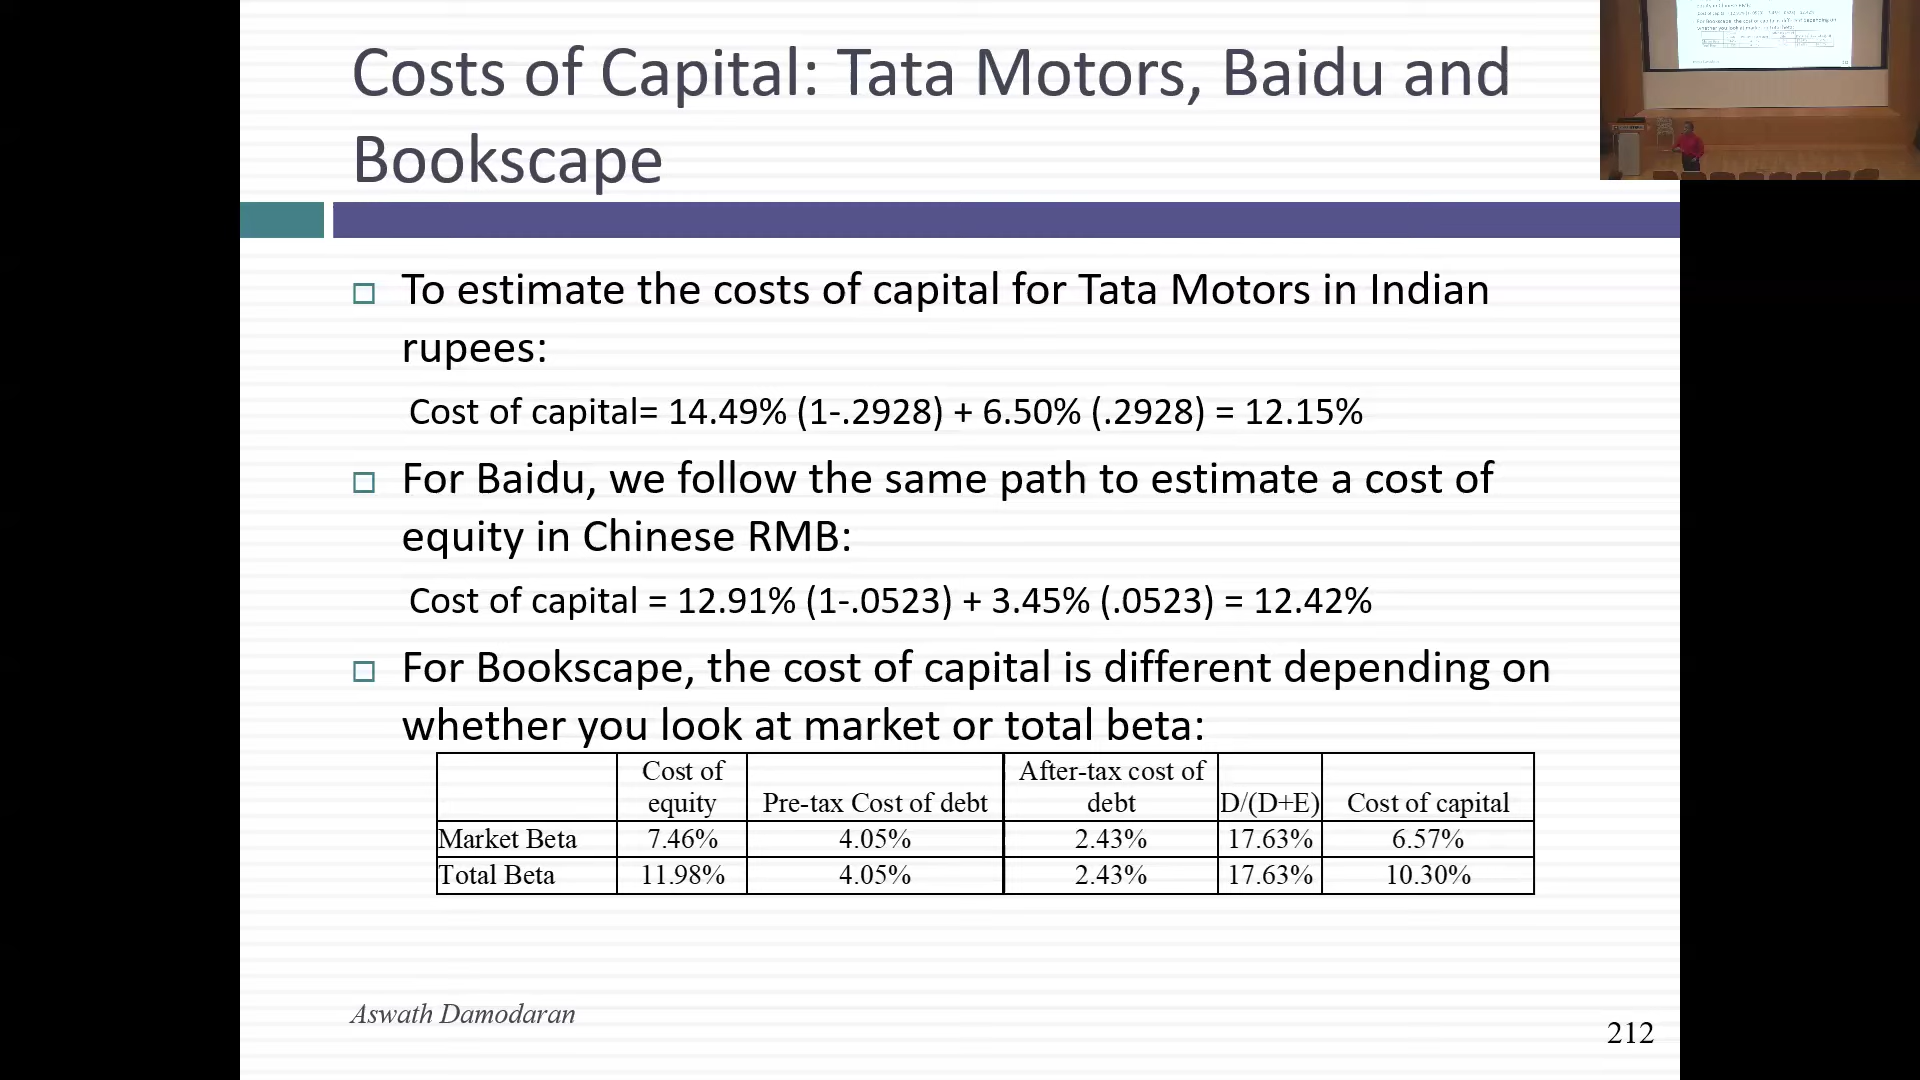 Costs of Capital: Tata Motors, Baidu and
Bookscape
To estimate the costs of capital for Tata Motors in Indian
rupees:
Cost of capital= 14.49% (1-.2928) + 6.50% (.2928) = 12.15%
For Baidu, we follow the same path to estimate a cost of
equity in Chinese RMB:
Cost of capital = 12.91% (1-.0523) + 3.45% (.0523) = 12.42%
For Bookscape, the cost of capital is different depending on
whether you look at market or total beta:
Cost of equity Pre-tax Cost of debt After-tax cost of debt D/(D+E) Cost of capital
Market Beta 7.46% 4.05% 2.43% 17.63% 6.57%
Total Beta 11.98% 4.05% 2.43% 17.63% 10.30%
Aswath Damodaran
212